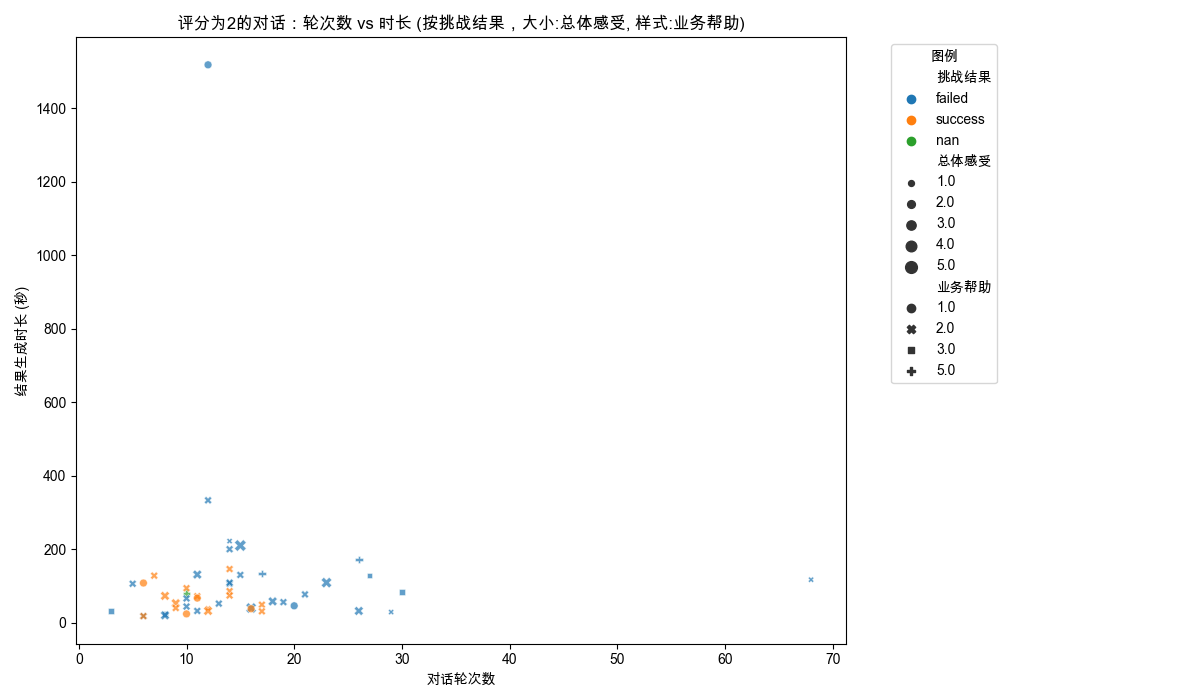 评分为2的对话：轮次数 vs 时长 (按挑战结果，大小:总体感受, 样式:业务帮助)
结果生成时长 (秒)
1400
1200
1000
800
600
400
200
0
0 10 20 30 40 50 60 70
对话轮次数
图例
挑战结果
failed
success
nan
总体感受
1.0
2.0
3.0
4.0
5.0
业务帮助
1.0
2.0
3.0
5.0